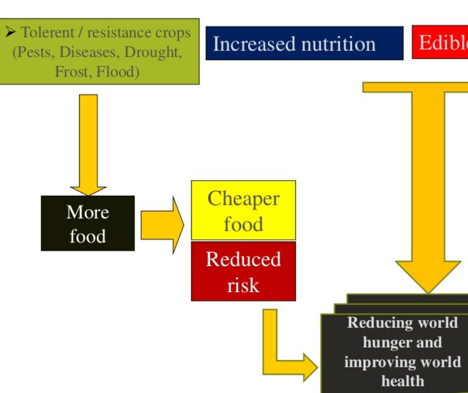 ➢ Tolerent / resistance crops
(Pests, Diseases, Drought,
Frost, Flood)
Increased nutrition
Edible
More
food
Cheaper
food
Reduced
risk
Reducing world
hunger and
improving world
health